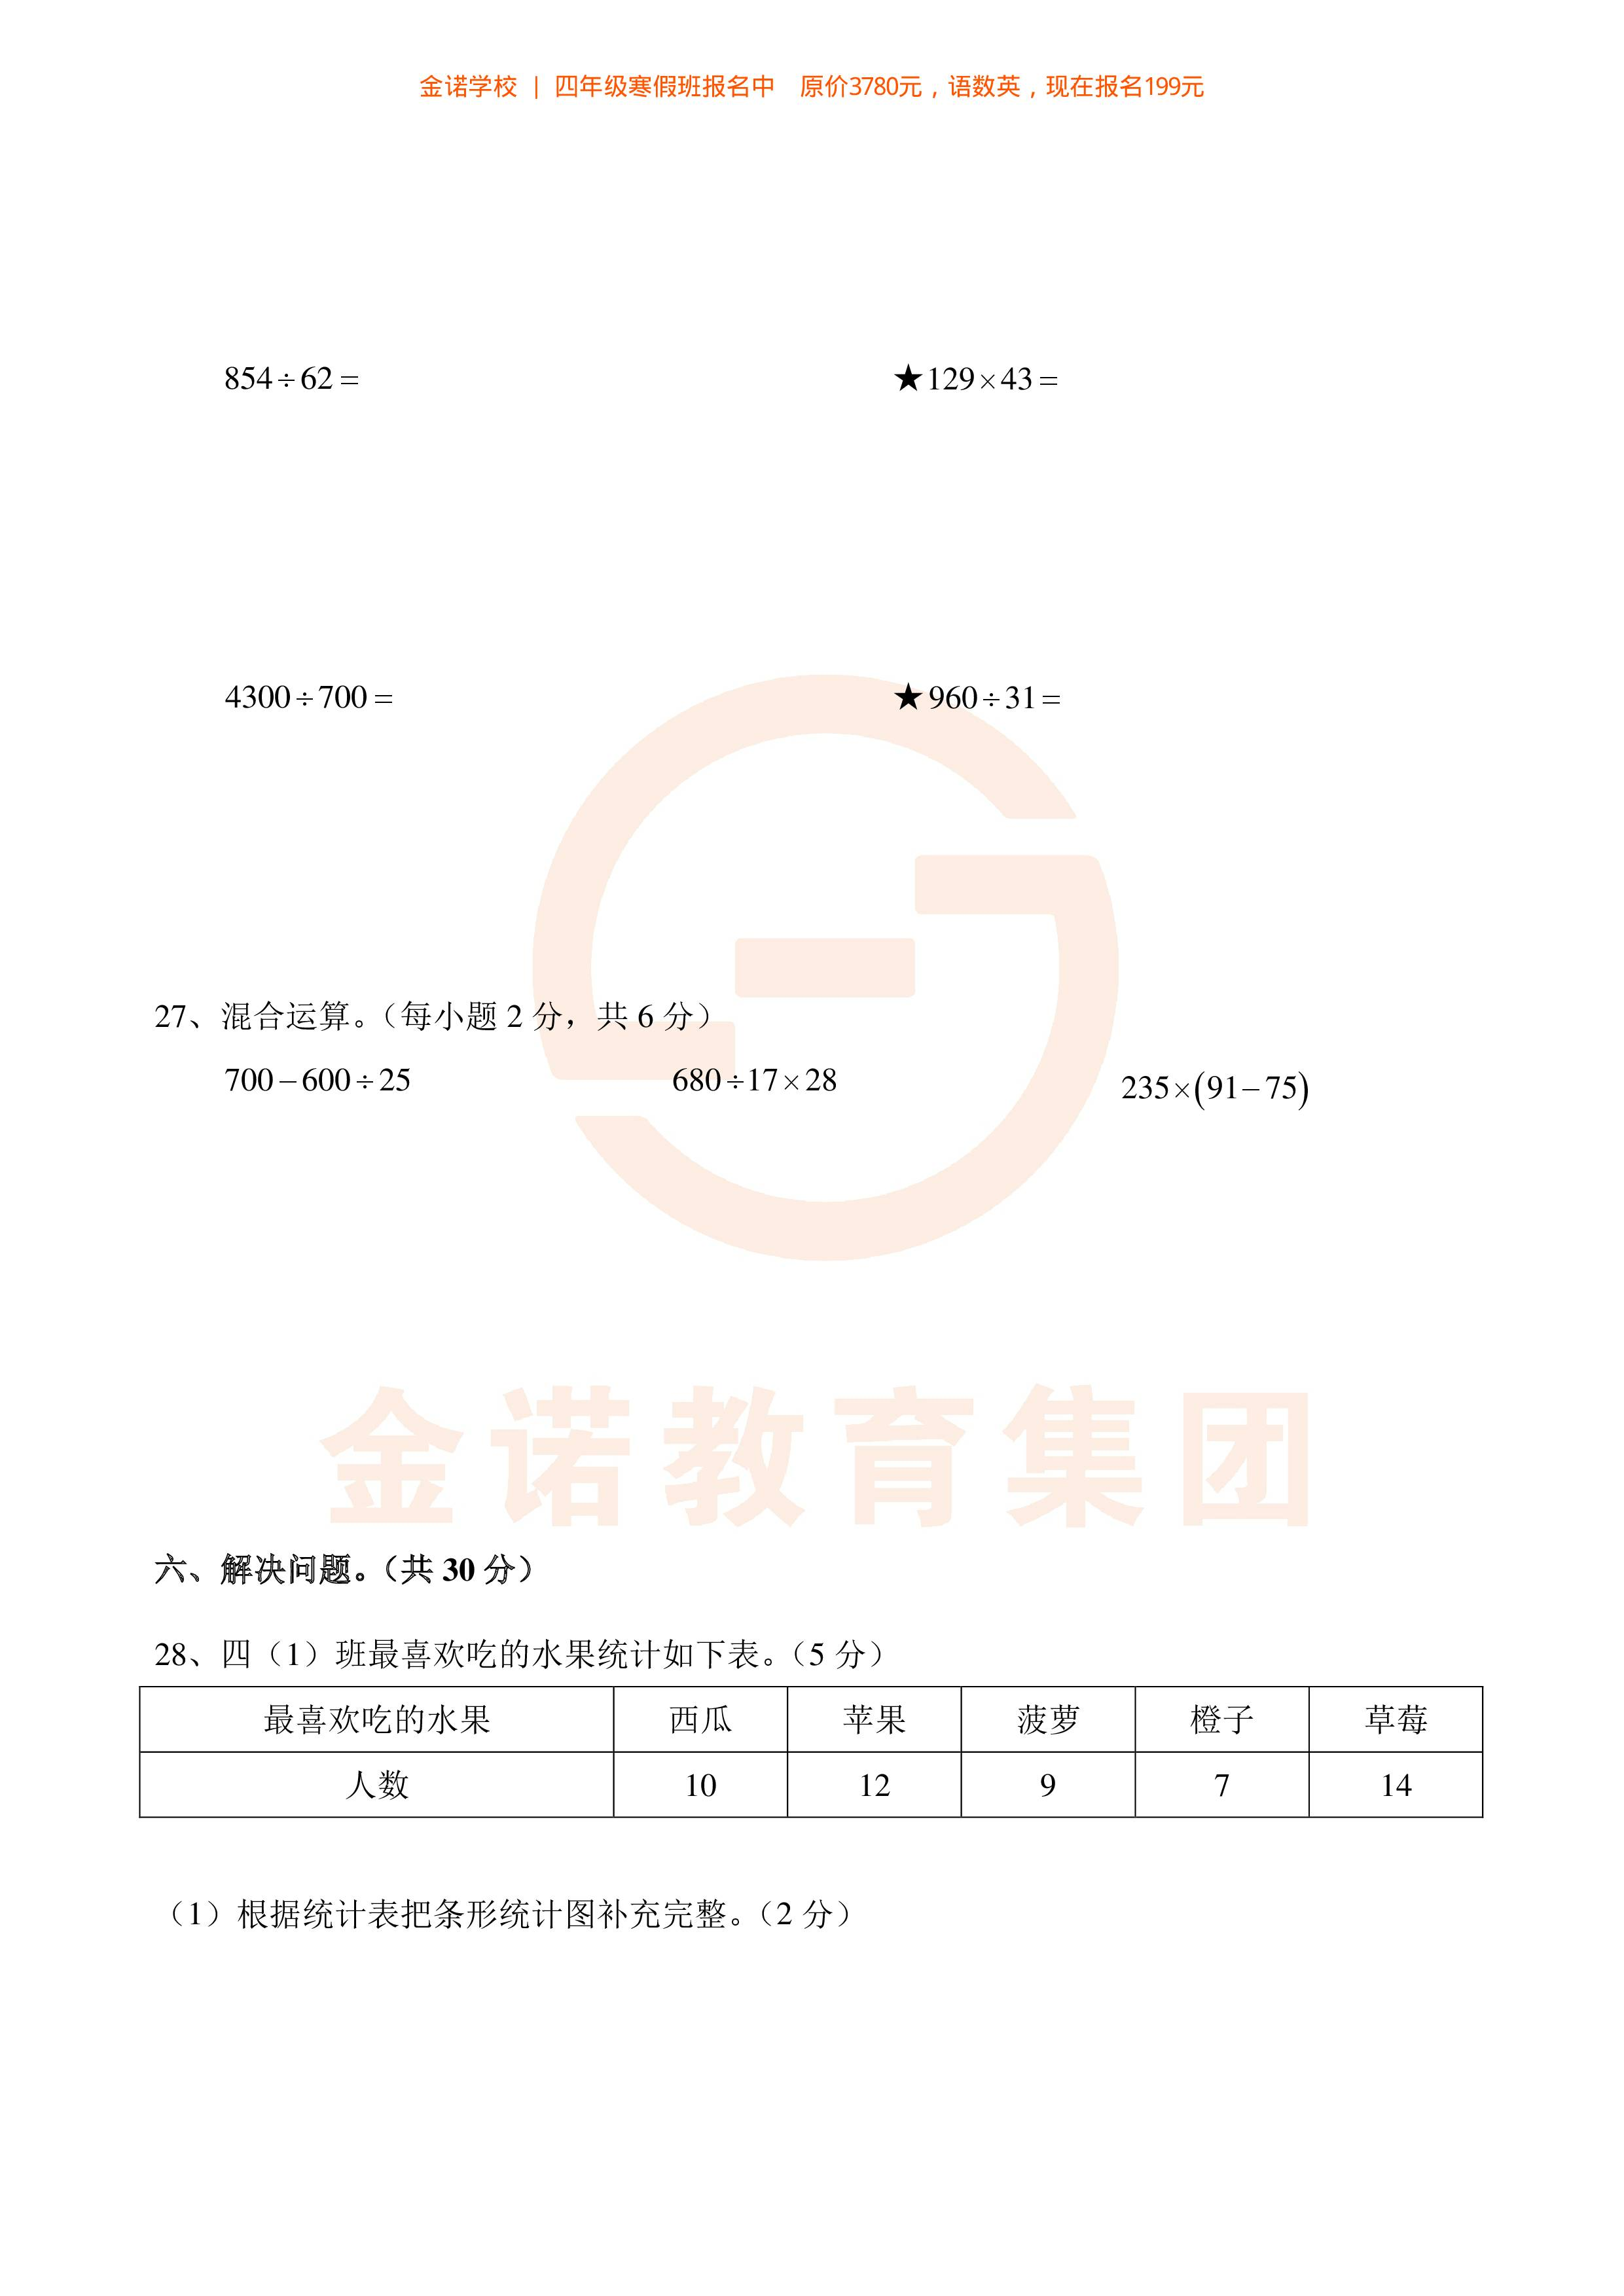 金诺学校 | 四年级寒假班报名中 原价3780元，语数英，现在报名199元
854÷62= ★129×43=
4300÷700= ★960÷31=
27、混合运算。（每小题 2 分，共 6 分）
700−600÷25 680÷17×28 235×(91−75)
金诺教育集团
六、解决问题。（共 30 分）
28、四（1）班最喜欢吃的水果统计如下表。（5 分）
最喜欢吃的水果 西瓜 苹果 菠萝 橙子 草莓
人数 10 12 9 7 14
（1）根据统计表把条形统计图补充完整。（2 分）